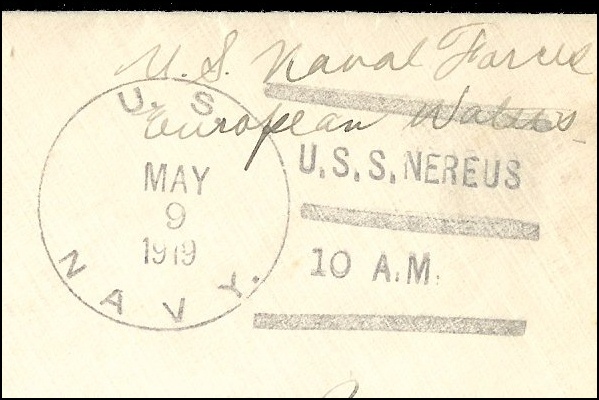 U.S. Naval Forces
European Waters
U. S.
MAY
9
1919
NAVY.
U.S.S. NEREUS
10 A.M.